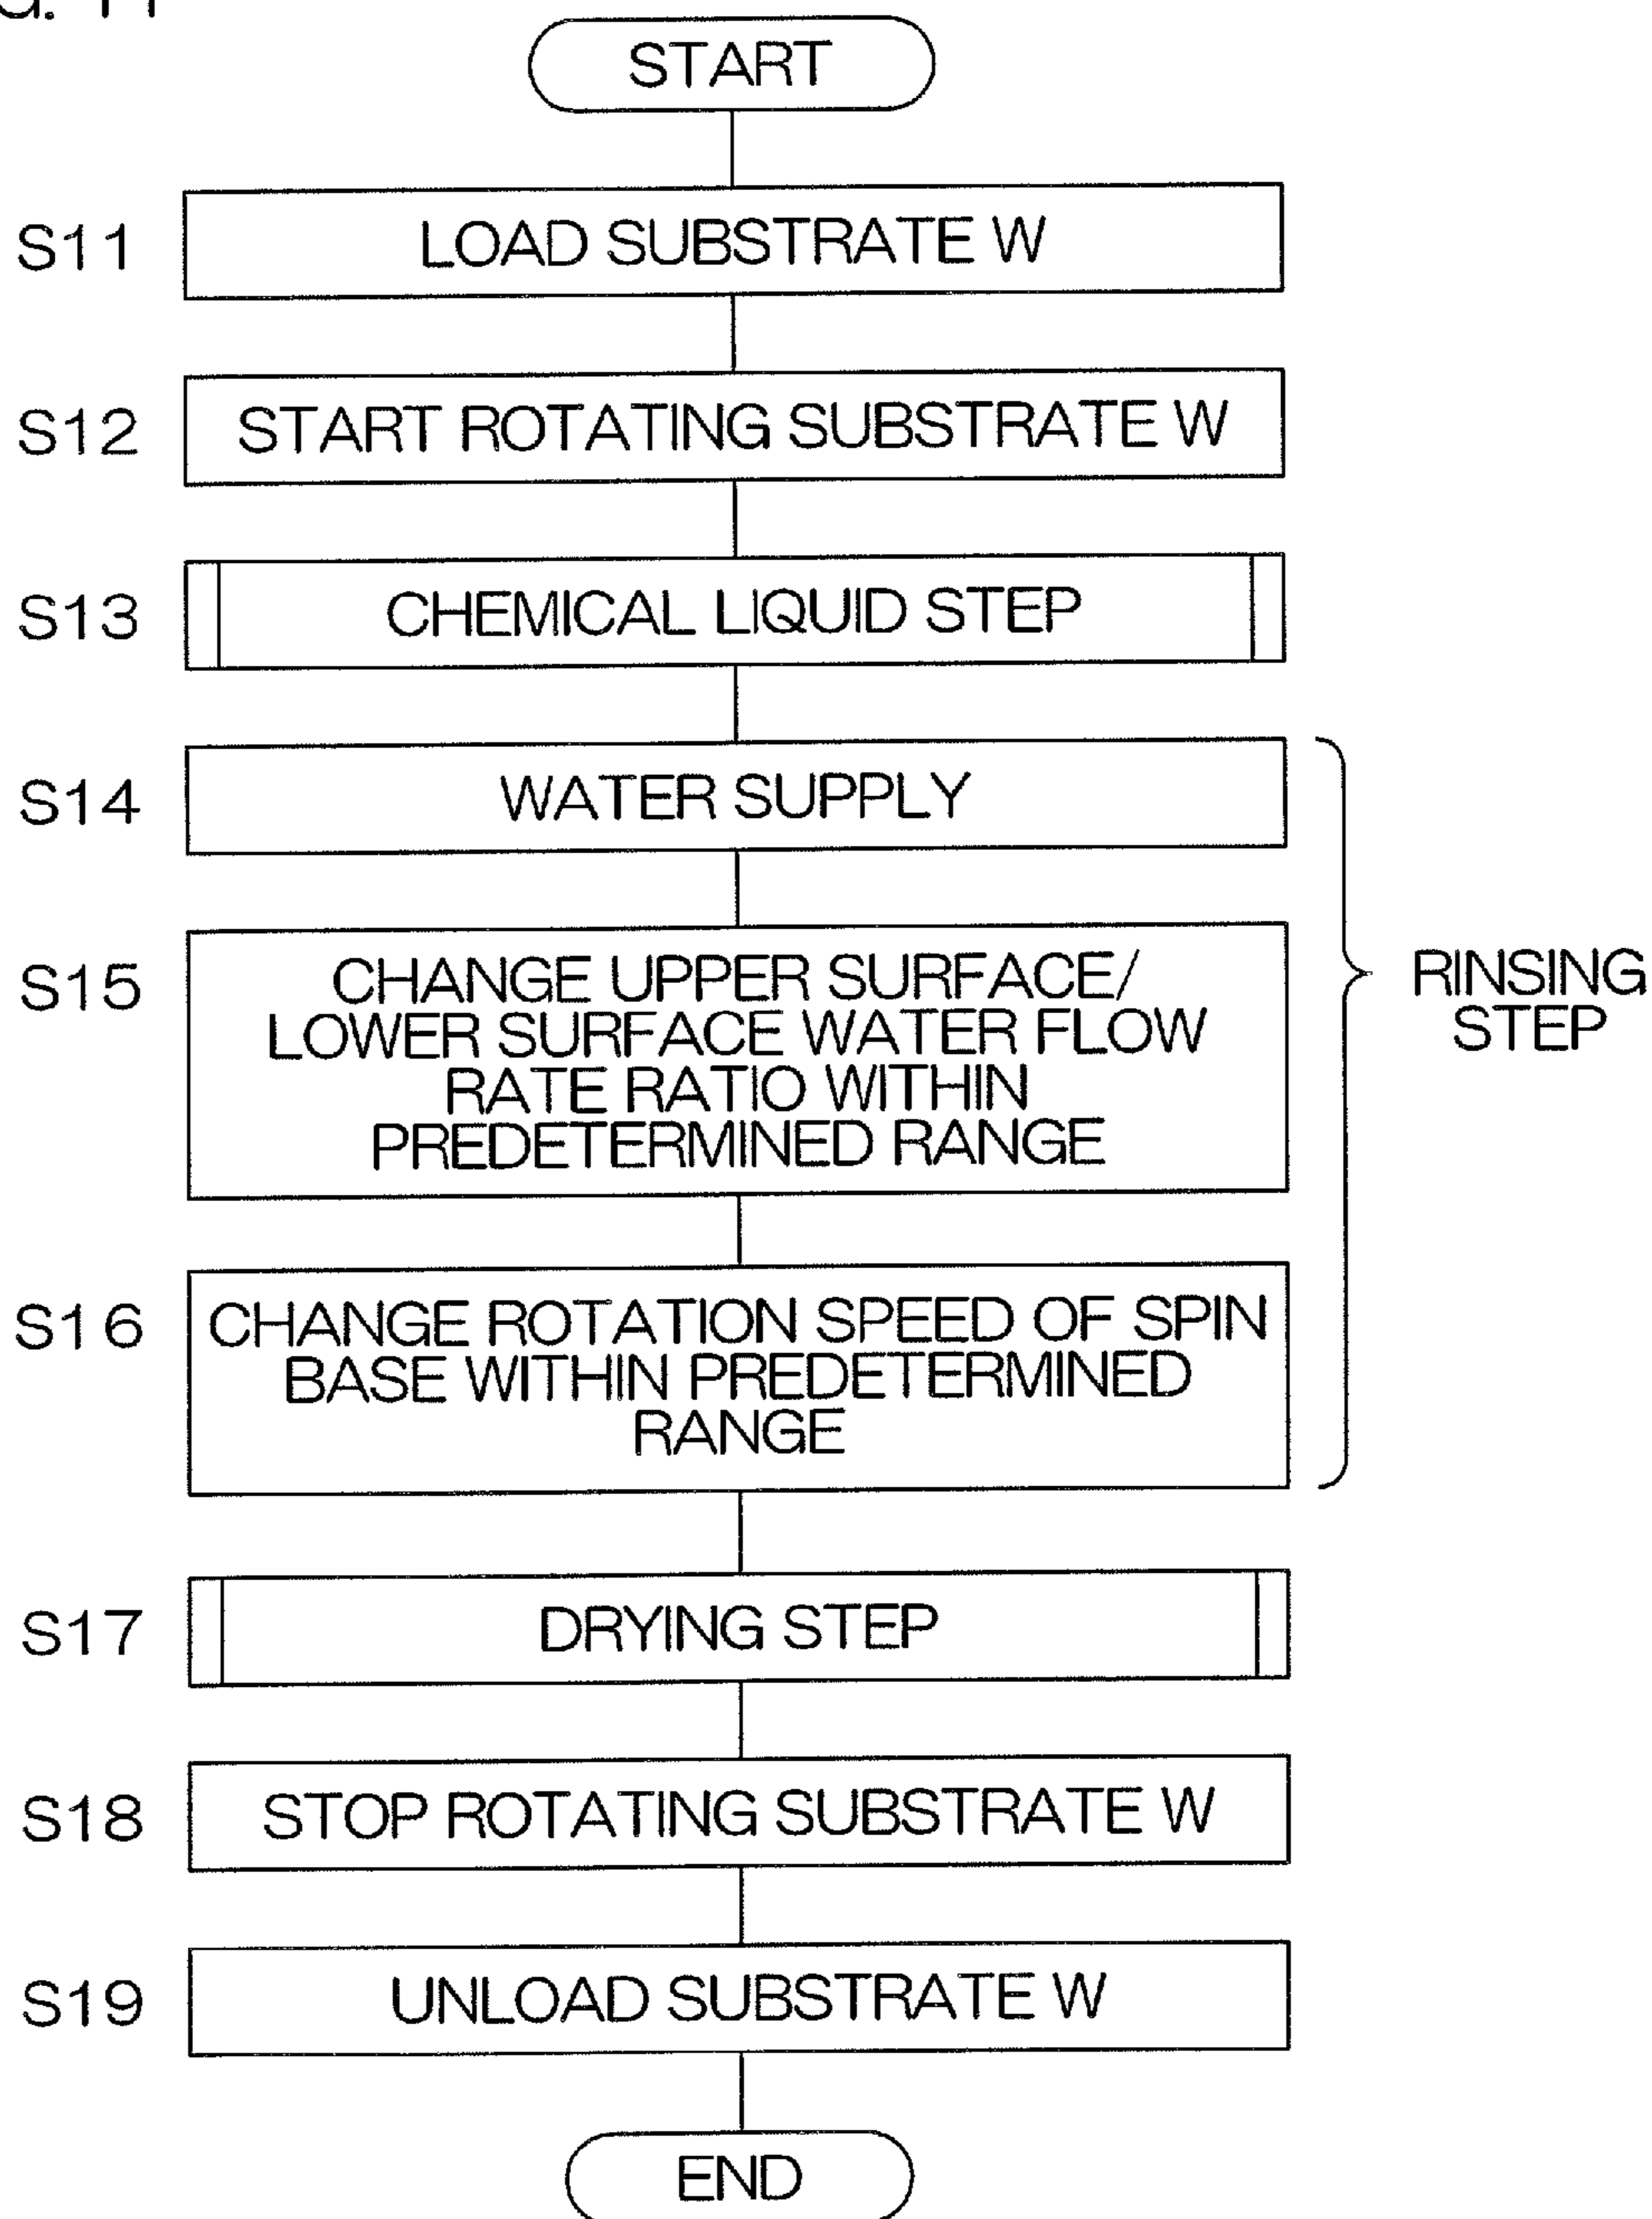 START
S11
LOAD SUBSTRATE W
S12
START ROTATING SUBSTRATE W
S13
CHEMICAL LIQUID STEP
S14
WATER SUPPLY
S15
CHANGE UPPER SURFACE/
LOWER SURFACE WATER FLOW
RATE RATIO WITHIN
PREDETERMINED RANGE
RINSING
STEP
S16
CHANGE ROTATION SPEED OF SPIN
BASE WITHIN PREDETERMINED
RANGE
S17
DRYING STEP
S18
STOP ROTATING SUBSTRATE W
S19
UNLOAD SUBSTRATE W
END